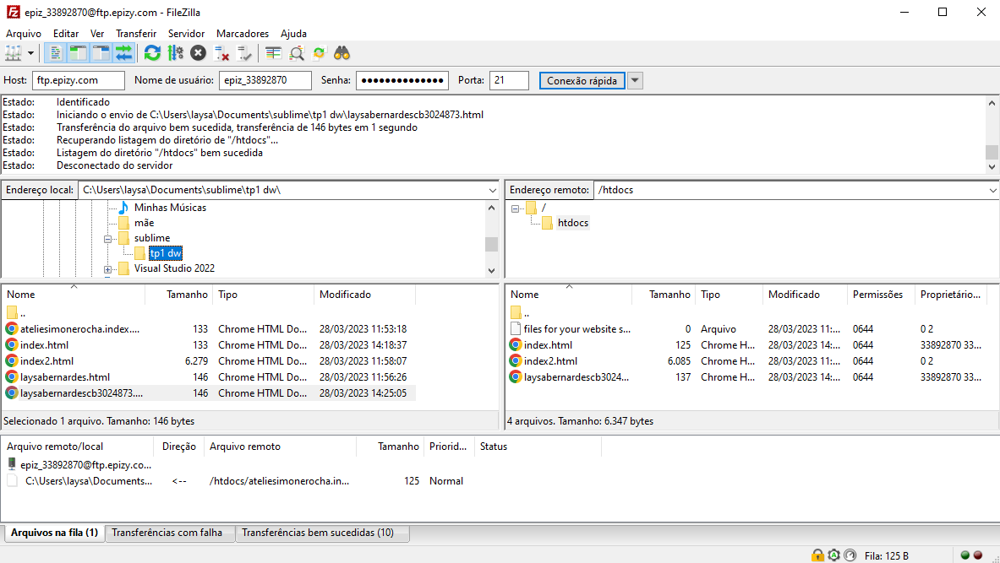 epiz_33892870@ftp.epizy.com - FileZilla
Arquivo Editar Ver Transferir Servidor Marcadores Ajuda
Host: ftp.epizy.com Nome de usuário: epiz_33892870 Senha: ●●●●●●●●●●●●●● Porta: 21 Conexão rápida
Estado: Identificado
Estado: Iniciando o envio de C:\Users\laysa\Documents\sublime\tp1 dw\laysabernardescb3024873.html
Estado: Transferência do arquivo bem sucedida, transferência de 146 bytes em 1 segundo
Estado: Recuperando listagem do diretório de "/htdocs"...
Estado: Listagem do diretório "/htdocs" bem sucedida
Estado: Desconectado do servidor
Endereço local: C:\Users\laysa\Documents\sublime\tp1 dw\
Minhas Músicas
mãe
sublime
tp1 dw
Visual Studio 2022
Endereço remoto: /htdocs
/
htdocs
Nome Tamanho Tipo Modificado
..
ateliesimonerocha.index.... 133 Chrome HTML Do... 28/03/2023 11:53:18
index.html 133 Chrome HTML Do... 28/03/2023 14:18:37
index2.html 6.279 Chrome HTML Do... 28/03/2023 11:58:07
laysabernardes.html 146 Chrome HTML Do... 28/03/2023 11:56:26
laysabernardescb3024873.... 146 Chrome HTML Do... 28/03/2023 14:25:05
Selecionado 1 arquivo. Tamanho: 146 bytes
Nome Tamanho Tipo Modificado Permissões Proprietário...
..
files for your website s... 0 Arquivo 28/03/2023 11:... 0644 0 2
index.html 125 Chrome H... 28/03/2023 14:... 0644 33892870 33...
index2.html 6.085 Chrome H... 28/03/2023 11:... 0644 0 2
laysabernardescb3024... 137 Chrome H... 28/03/2023 14:... 0644 33892870 33...
4 arquivos. Tamanho: 6.347 bytes
Arquivo remoto/local Direção Arquivo remoto Tamanho Priorid... Status
epiz_33892870@ftp.epizy.co...
C:\Users\laysa\Documents... <-- /htdocs/ateliesimonerocha.in... 125 Normal
Arquivos na fila (1) Transferências com falha Transferências bem sucedidas (10)
Fila: 125 B